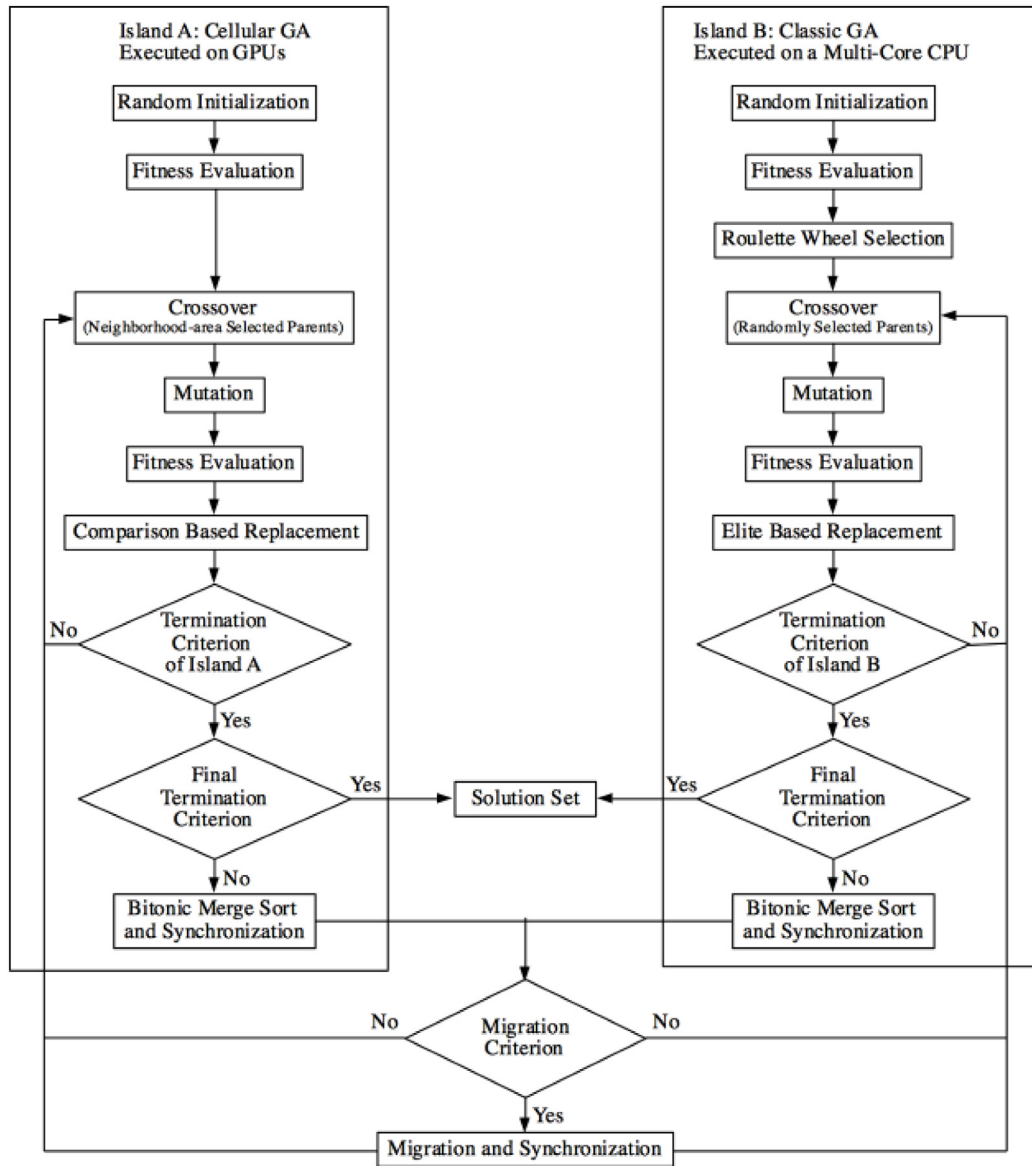 Island A: Cellular GA
Executed on GPUs
Random Initialization
Fitness Evaluation
Crossover
(Neighborhood-area Selected Parents)
Mutation
Fitness Evaluation
Comparison Based Replacement
Termination
Criterion
of Island A
No
Yes
Final
Termination
Criterion
Yes
No
Bitonic Merge Sort
and Synchronization
Island B: Classic GA
Executed on a Multi-Core CPU
Random Initialization
Fitness Evaluation
Roulette Wheel Selection
Crossover
(Randomly Selected Parents)
Mutation
Fitness Evaluation
Elite Based Replacement
Termination
Criterion
of Island B
No
Yes
Final
Termination
Criterion
Yes
No
Bitonic Merge Sort
and Synchronization
Solution Set
Migration
Criterion
No
No
Yes
Migration and Synchronization